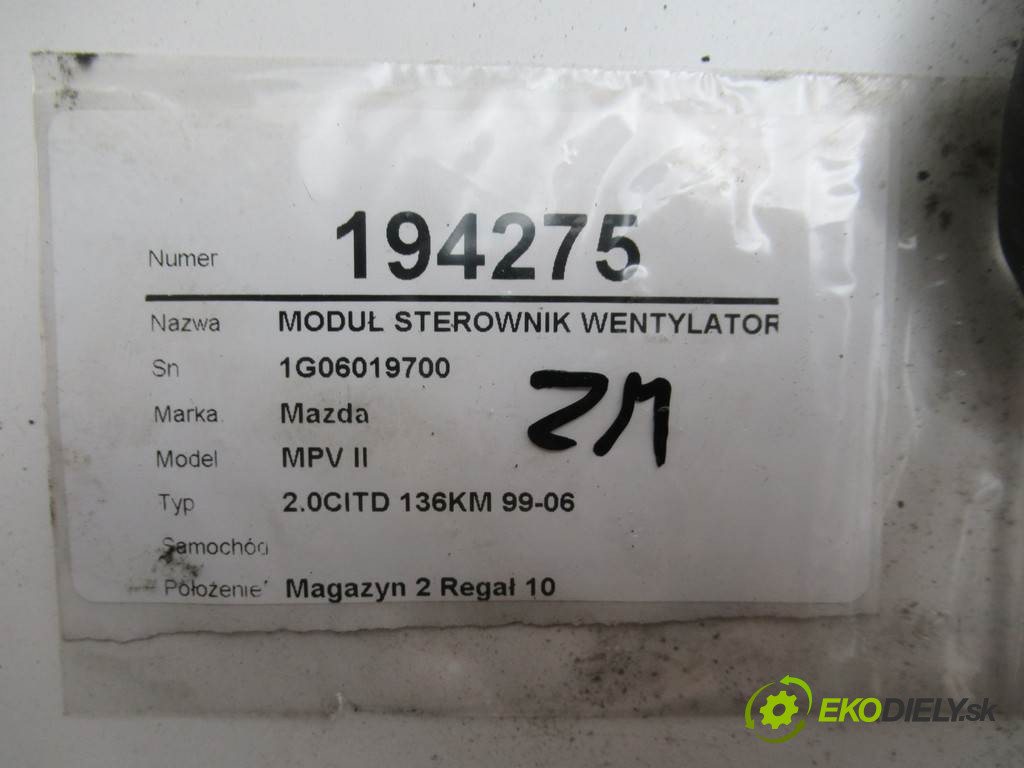 Numer 194275
Nazwa MODUŁ STEROWNIK WENTYLATOR
Sn 1G06019700
Marka Mazda
Model MPV II
Typ 2.0CITD 136KM 99-06
Samochód
Położenie Magazyn 2 Regał 10
EKODIELY.sk